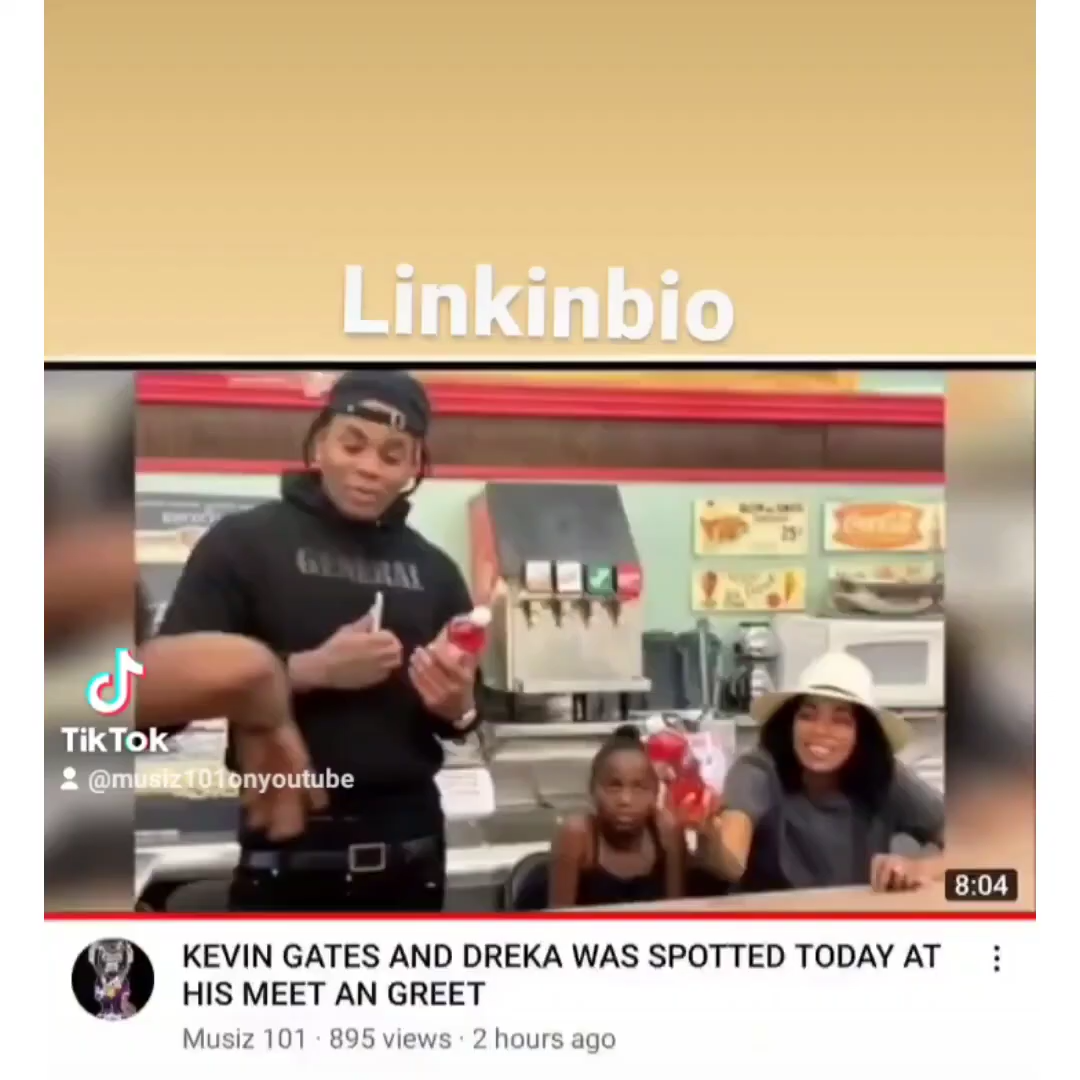 Linkinbio
GENERAL
25¢
Coca-Cola
TikTok
@musiz101onyoutube
8:04
KEVIN GATES AND DREKA WAS SPOTTED TODAY AT
HIS MEET AN GREET
Musiz 101 · 895 views · 2 hours ago